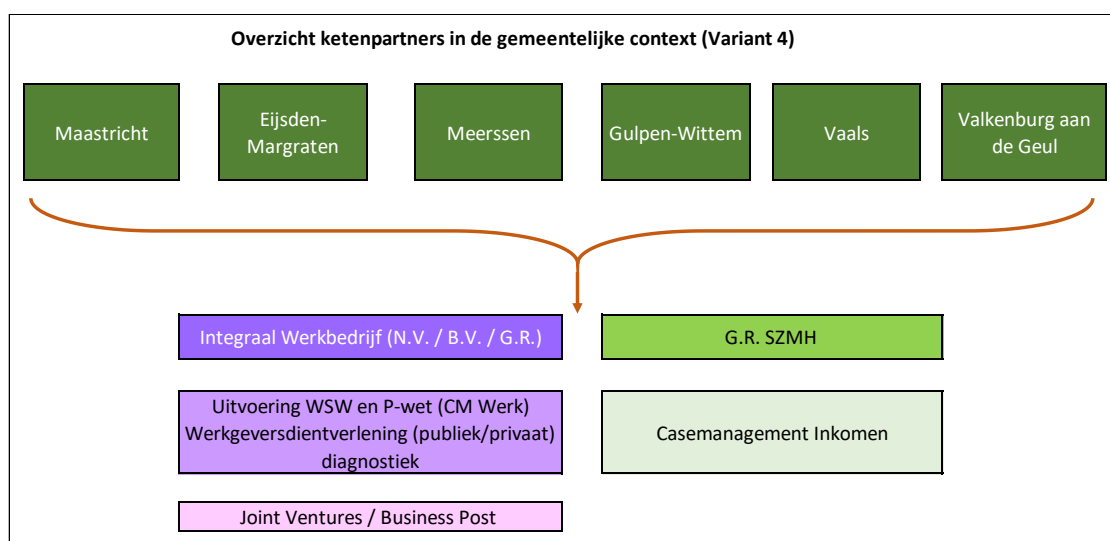 Overzicht ketenpartners in de gemeentelijke context (Variant 4)
Maastricht
Eijsden-
Margraten
Meerssen
Gulpen-Wittem
Vaals
Valkenburg aan
de Geul
Integraal Werkbedrijf (N.V. / B.V. / G.R.)
G.R. SZMH
Uitvoering WSW en P-wet (CM Werk)
Werkgeversdientverlening (publiek/privaat)
diagnostiek
Casemanagement Inkomen
Joint Ventures / Business Post